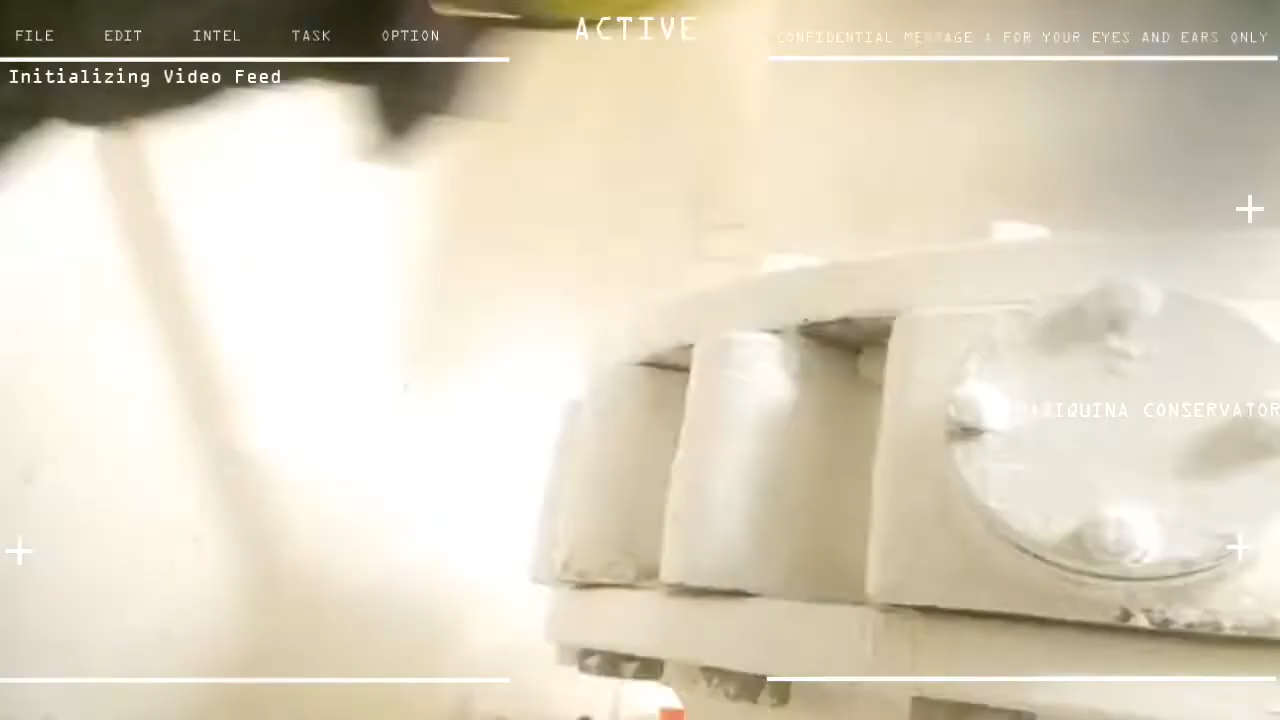 FILE EDIT INTEL TASK OPTION
ACTIVE
CONFIDENTIAL MESSAGE : FOR YOUR EYES AND EARS ONLY
Initializing Video Feed
CONSERVATOR